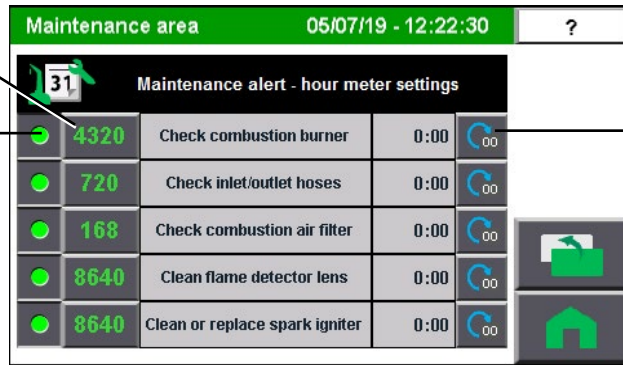 Maintenance area 05/07/19 - 12:22:30 ?
31 Maintenance alert - hour meter settings
4320 Check combustion burner 0:00 00
720 Check inlet/outlet hoses 0:00 00
168 Check combustion air filter 0:00 00
8640 Clean flame detector lens 0:00 00
8640 Clean or replace spark igniter 0:00 00